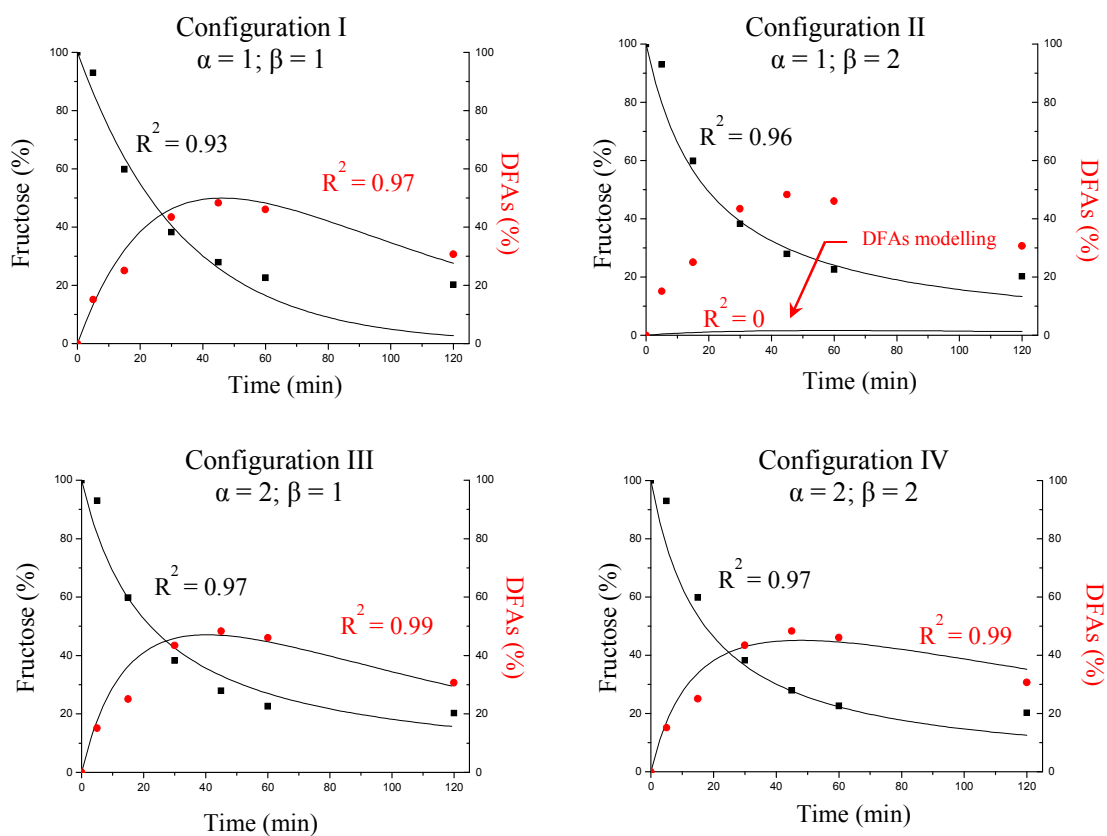 Configuration I
α = 1; β = 1
100
80
60
40
20
0
Fructose (%)
R² = 0.93
R² = 0.97
100
80
60
40
20
0
DFAs (%)
0 20 40 60 80 100 120
Time (min)
Configuration II
α = 1; β = 2
100
80
60
40
20
0
Fructose (%)
R² = 0.96
DFAs modelling
R² = 0
100
80
60
40
20
0
DFAs (%)
0 20 40 60 80 100 120
Time (min)
Configuration III
α = 2; β = 1
100
80
60
40
20
0
Fructose (%)
R² = 0.97
R² = 0.99
100
80
60
40
20
0
DFAs (%)
0 20 40 60 80 100 120
Time (min)
Configuration IV
α = 2; β = 2
100
80
60
40
20
0
Fructose (%)
R² = 0.97
R² = 0.99
100
80
60
40
20
0
DFAs (%)
0 20 40 60 80 100 120
Time (min)